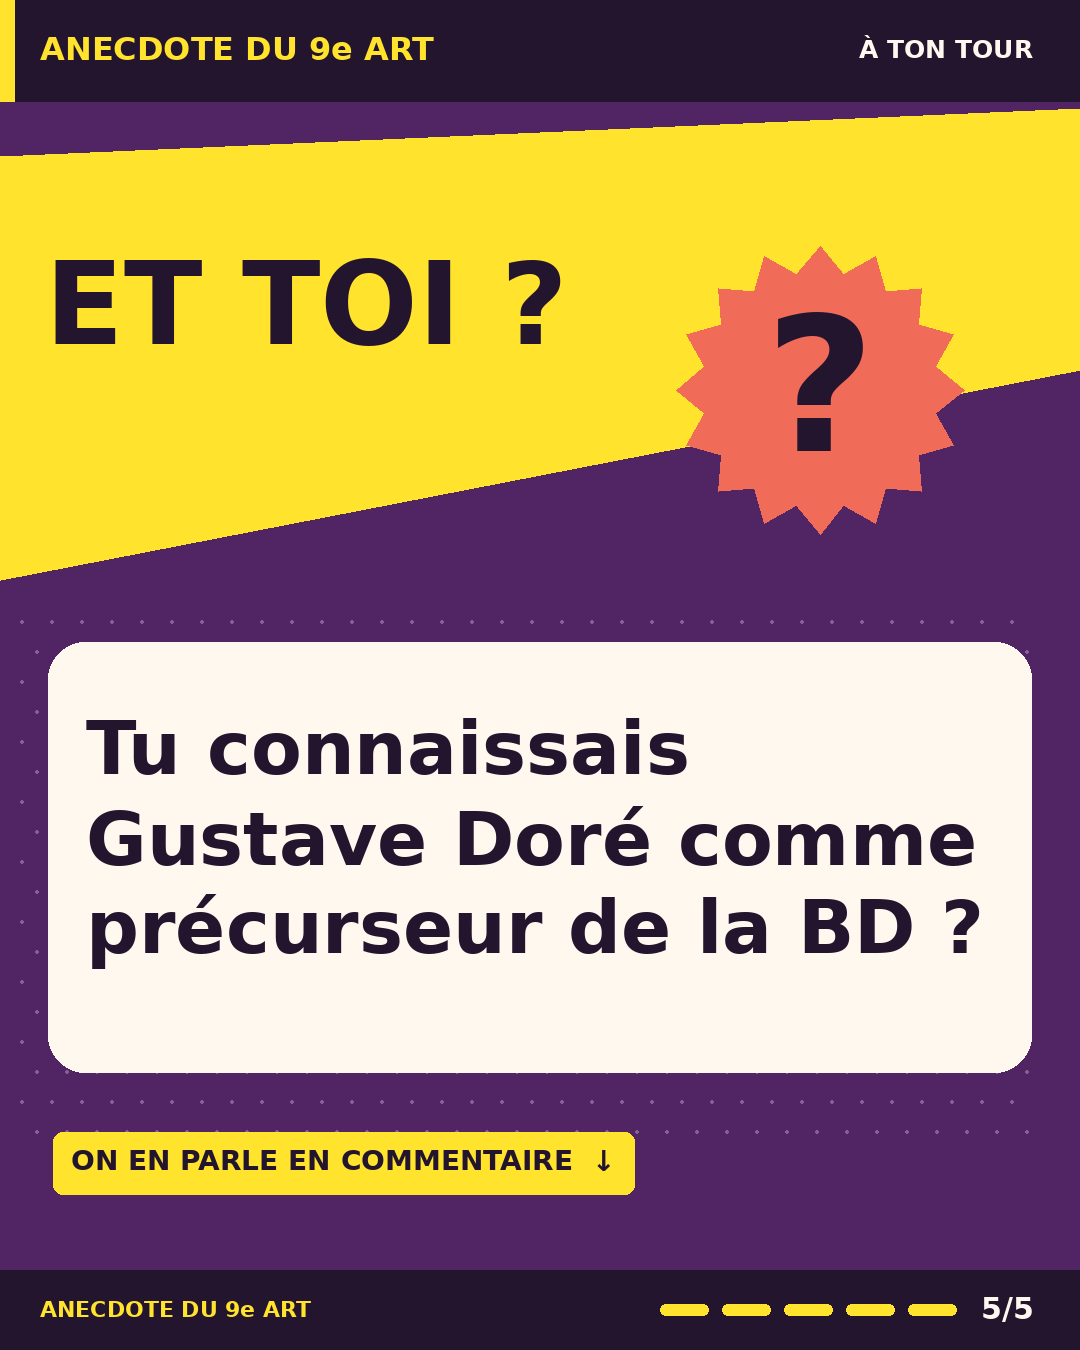 ANECDOTE DU 9e ART
À TON TOUR
ET TOI ?
?
Tu connaissais
Gustave Doré comme
précurseur de la BD ?
ON EN PARLE EN COMMENTAIRE ↓
ANECDOTE DU 9e ART
5/5